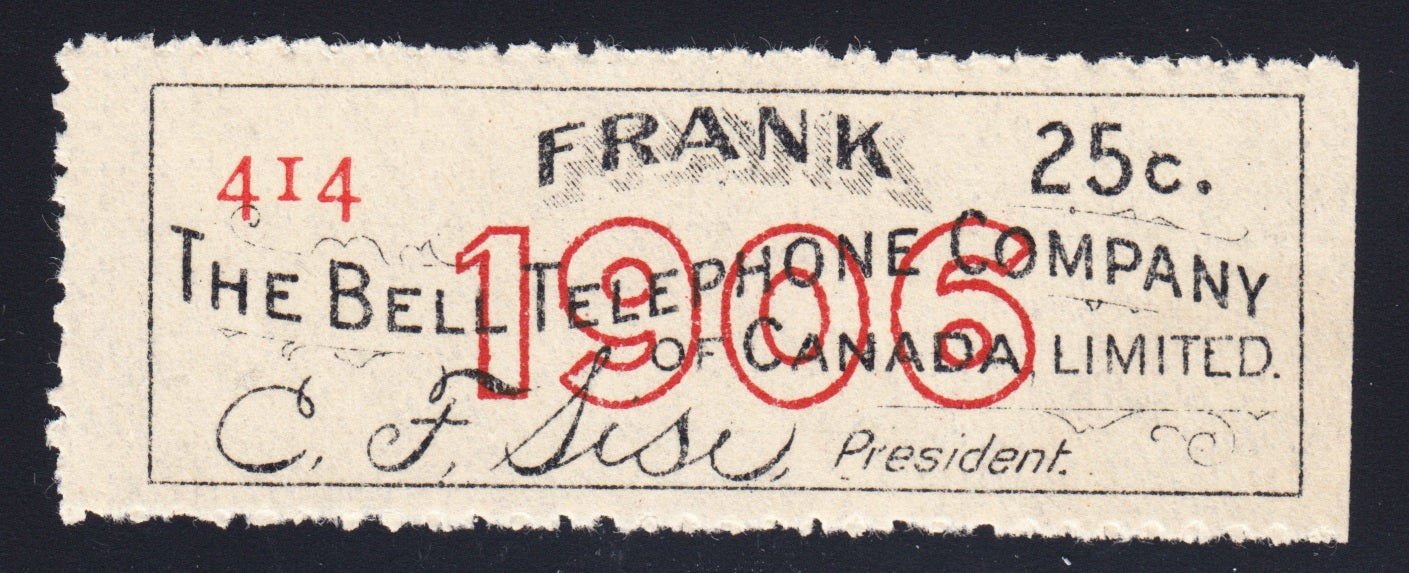 FRANK
25c.
414
1906
THE BELL TELEPHONE COMPANY
OF CANADA, LIMITED.
C. F. Sise, President.